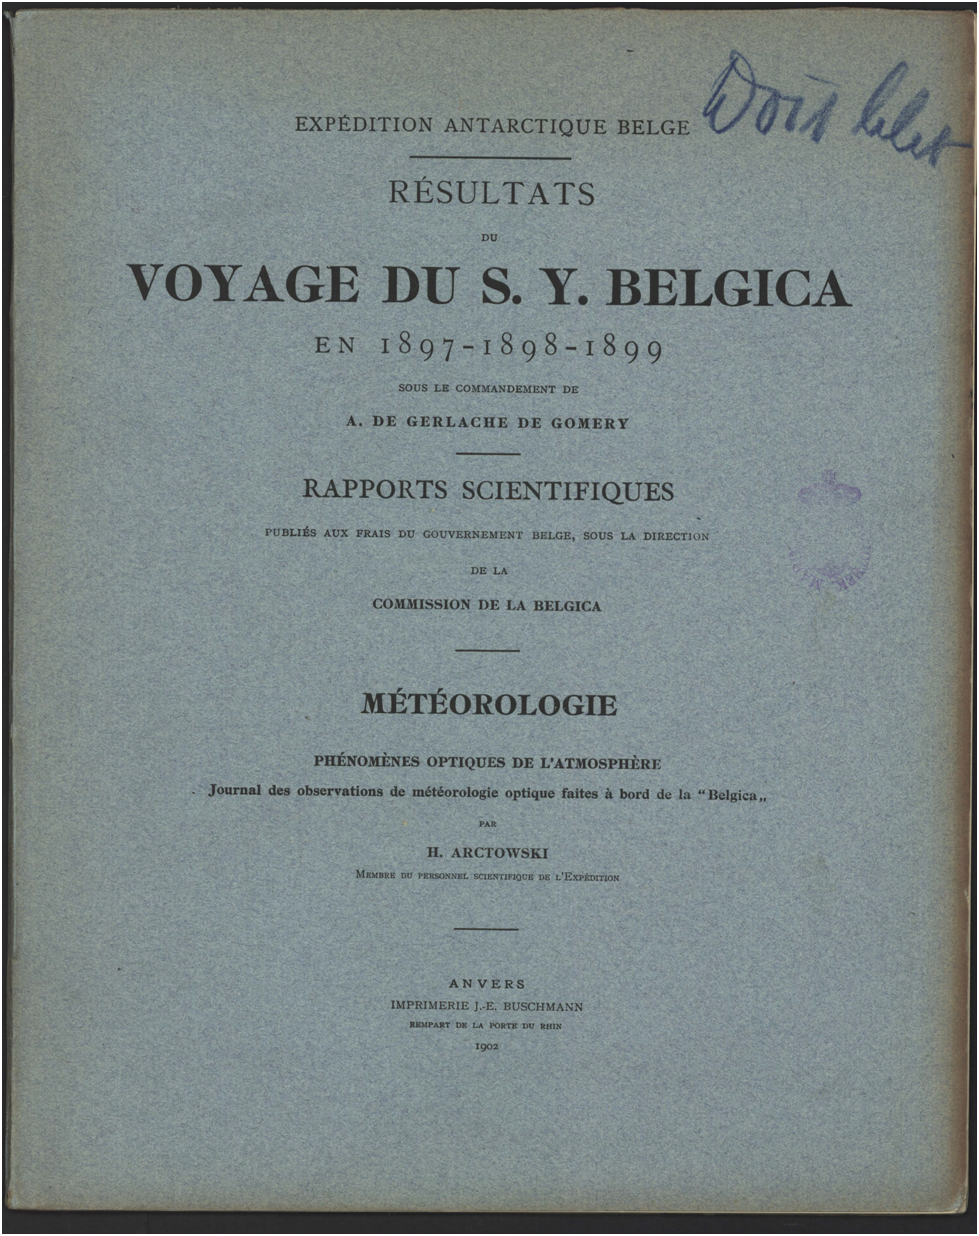 EXPÉDITION ANTARCTIQUE BELGE
RÉSULTATS
DU
VOYAGE DU S. Y. BELGICA
EN 1897-1898-1899
SOUS LE COMMANDEMENT DE
A. DE GERLACHE DE GOMERY
RAPPORTS SCIENTIFIQUES
PUBLIÉS AUX FRAIS DU GOUVERNEMENT BELGE, SOUS LA DIRECTION
DE LA
COMMISSION DE LA BELGICA
MÉTÉOROLOGIE
PHÉNOMÈNES OPTIQUES DE L'ATMOSPHÈRE
Journal des observations de météorologie optique faites à bord de la “Belgica„
PAR
H. ARCTOWSKI
MEMBRE DU PERSONNEL SCIENTIFIQUE DE L'EXPÉDITION
ANVERS
IMPRIMERIE J.-E. BUSCHMANN
REMPART DE LA PORTE DU RHIN
1902